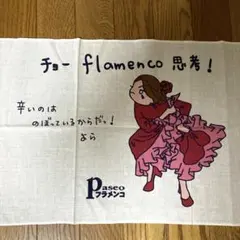 チョー flamenco 思考！
辛いのは
のぼっているからだッ！
よら
Paseo
フラメンコ